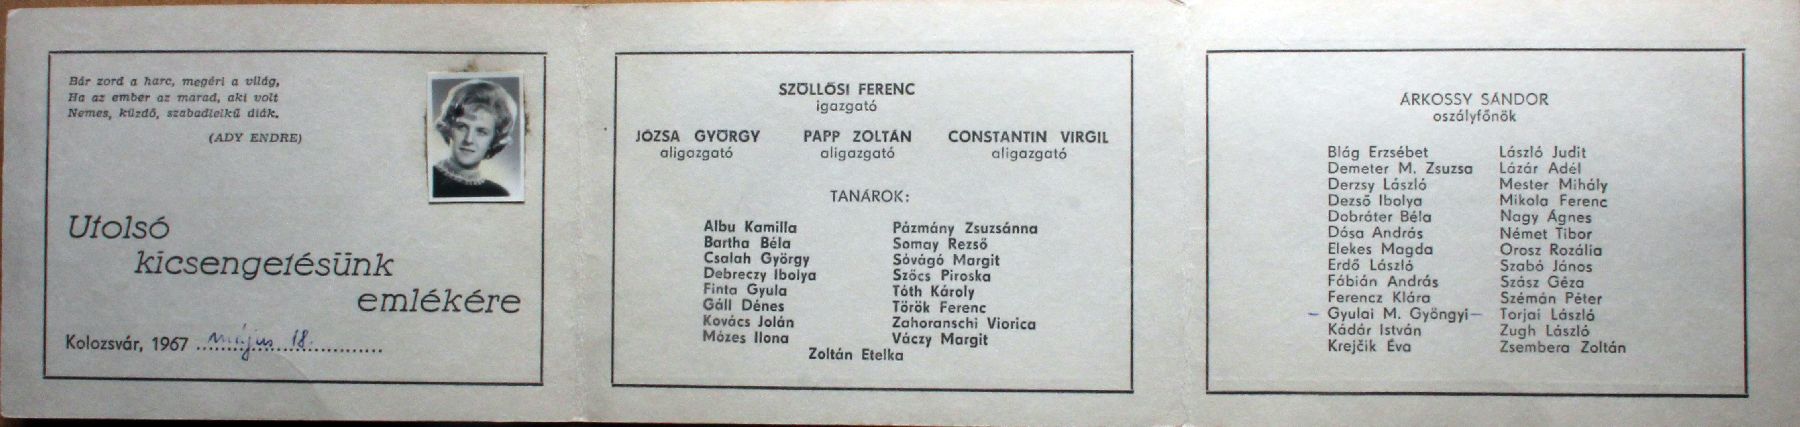 Bár zord a harc, megéri a világ,
Ha az ember az marad, aki volt
Nemes, küzdő, szabadlelkű diák.
(ADY ENDRE)
Utolsó
kicsengetésünk
emlékére
Kolozsvár, 1967 május 18.
SZÖLLŐSI FERENC
igazgató
JÓZSA GYÖRGY PAPP ZOLTÁN CONSTANTIN VIRGIL
aligazgató aligazgató aligazgató
TANÁROK:
Albu Kamilla Pázmány Zsuzsánna
Bartha Béla Somay Rezső
Csalah György Sóvágó Margit
Debreczy Ibolya Szőcs Piroska
Finta Gyula Tóth Károly
Gáll Dénes Török Ferenc
Kovács Jolán Zahoranschi Viorica
Mózes Ilona Váczy Margit
Zoltán Etelka
ÁRKOSSY SÁNDOR
oszályfőnök
Blág Erzsébet László Judit
Demeter M. Zsuzsa Lázár Adél
Derzsy László Mester Mihály
Dezső Ibolya Mikola Ferenc
Dobráter Béla Nagy Ágnes
Dósa András Német Tibor
Elekes Magda Orosz Rozália
Erdő László Szabó János
Fábián András Szász Géza
Ferencz Klára Szémán Péter
Gyulai M. Gyöngyi Torjai László
Kádár István Zugh László
Krejčik Éva Zsembera Zoltán